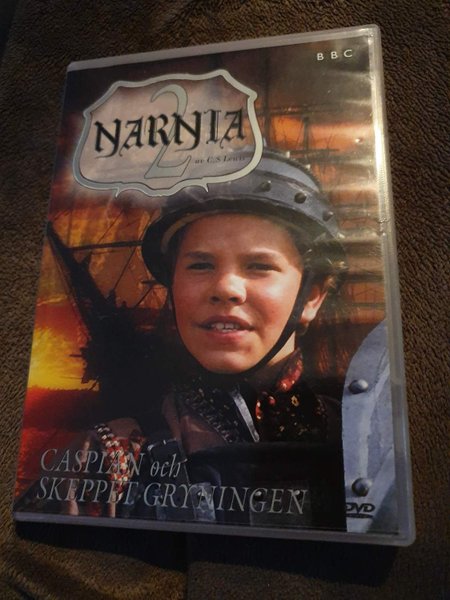 BBC
2
NARNIA
av C.S Lewis
CASPIAN och
SKEPPET GRYNINGEN
DVD